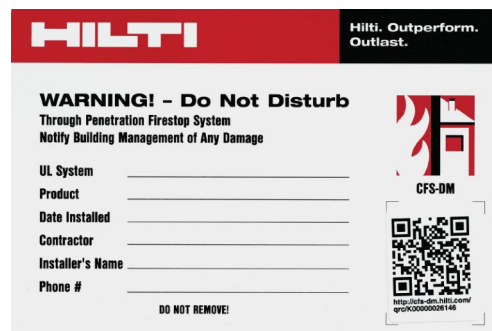 HILTI
Hilti. Outperform.
Outlast.
WARNING! – Do Not Disturb
Through Penetration Firestop System
Notify Building Management of Any Damage
UL System
Product
Date Installed
Contractor
Installer's Name
Phone #
DO NOT REMOVE!
CFS-DM
http://cfs-dm.hilti.com/
qrc/K00000026146